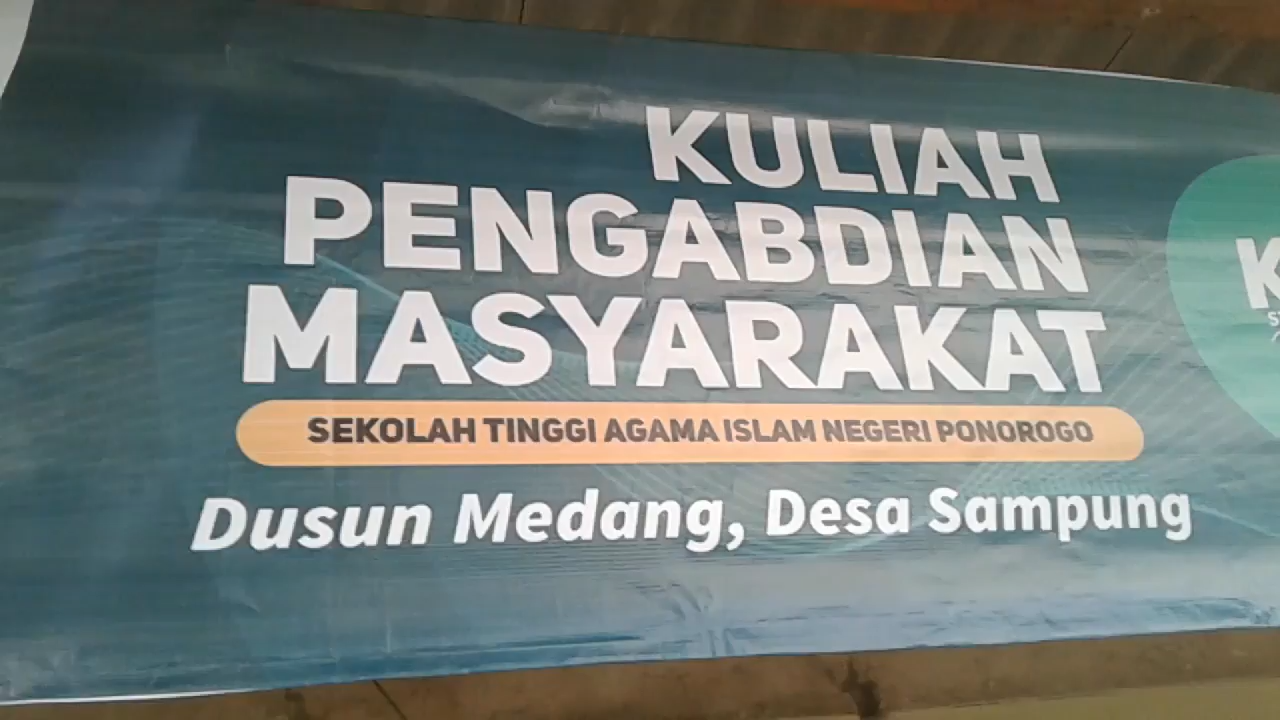 KULIAH
PENGABDIAN
MASYARAKAT
SEKOLAH TINGGI AGAMA ISLAM NEGERI PONOROGO
Dusun Medang, Desa Sampung